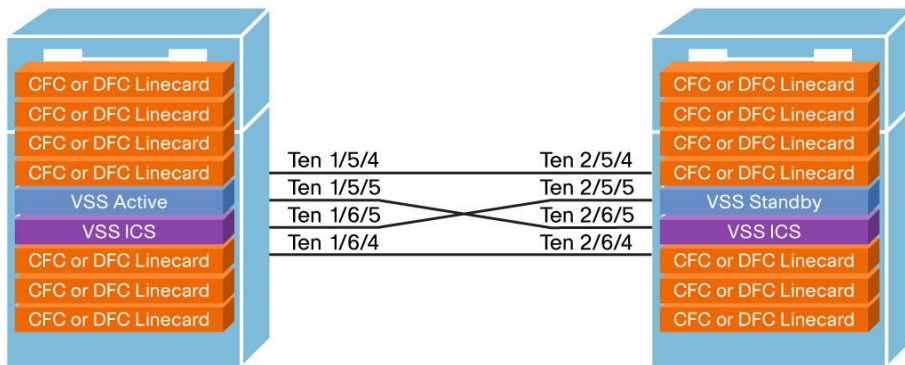 CFC or DFC Linecard
CFC or DFC Linecard
CFC or DFC Linecard
CFC or DFC Linecard
VSS Active
VSS ICS
CFC or DFC Linecard
CFC or DFC Linecard
CFC or DFC Linecard
Ten 1/5/4 Ten 2/5/4
Ten 1/5/5 Ten 2/5/5
Ten 1/6/5 Ten 2/6/5
Ten 1/6/4 Ten 2/6/4
CFC or DFC Linecard
CFC or DFC Linecard
CFC or DFC Linecard
CFC or DFC Linecard
VSS Standby
VSS ICS
CFC or DFC Linecard
CFC or DFC Linecard
CFC or DFC Linecard